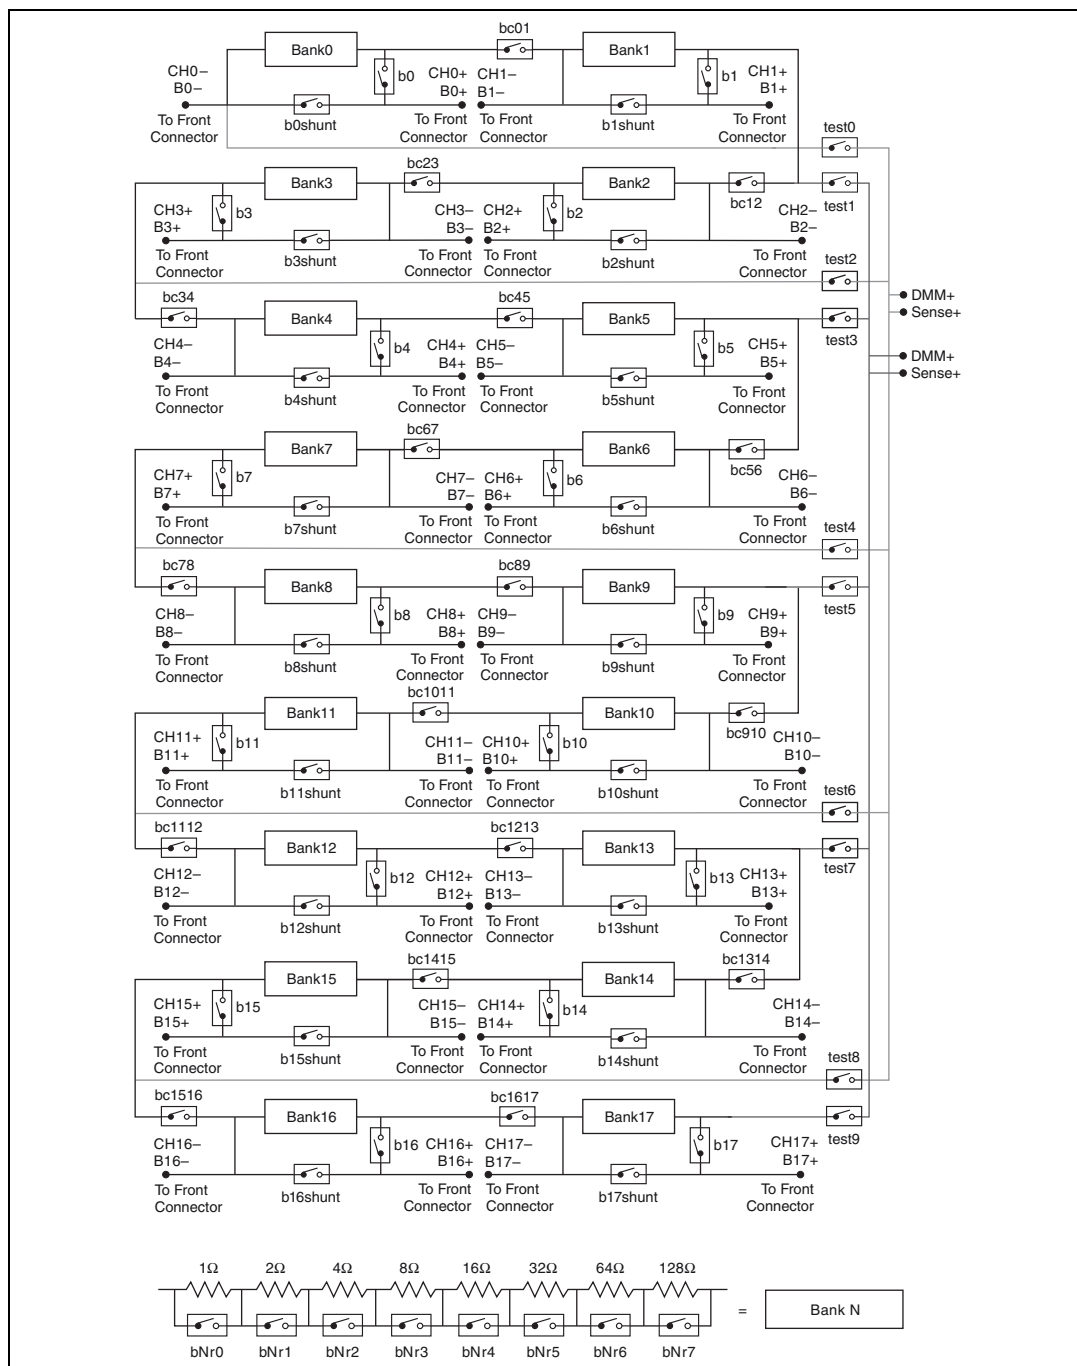 bc01
Bank0
Bank1
b0
b1
CH0–
B0–
CH0+
B0+
CH1–
B1–
CH1+
B1+
To Front
Connector
b0shunt
To Front
Connector
To Front
Connector
b1shunt
To Front
Connector
test0
bc23
Bank3
Bank2
bc12
test1
CH3+
B3+
b3
CH3–
B3–
CH2+
B2+
b2
CH2–
B2–
To Front
Connector
b3shunt
To Front
Connector
To Front
Connector
b2shunt
To Front
Connector
test2
DMM+
Sense+
bc34
Bank4
bc45
Bank5
test3
CH4–
B4–
b4
CH4+
B4+
CH5–
B5–
b5
CH5+
B5+
DMM+
Sense+
To Front
Connector
b4shunt
To Front
Connector
To Front
Connector
b5shunt
To Front
Connector
bc67
Bank7
Bank6
bc56
CH7+
B7+
b7
CH7–
B7–
CH6+
B6+
b6
CH6–
B6–
To Front
Connector
b7shunt
To Front
Connector
To Front
Connector
b6shunt
To Front
Connector
test4
bc78
Bank8
bc89
Bank9
test5
CH8–
B8–
b8
CH8+
B8+
CH9–
B9–
b9
CH9+
B9+
To Front
Connector
b8shunt
To Front
Connector
To Front
Connector
b9shunt
To Front
Connector
bc1011
Bank11
Bank10
bc910
CH11+
B11+
b11
CH11–
B11–
CH10+
B10+
b10
CH10–
B10–
To Front
Connector
b11shunt
To Front
Connector
To Front
Connector
b10shunt
To Front
Connector
test6
bc1112
Bank12
bc1213
Bank13
test7
CH12–
B12–
b12
CH12+
B12+
CH13–
B13–
b13
CH13+
B13+
To Front
Connector
b12shunt
To Front
Connector
To Front
Connector
b13shunt
To Front
Connector
bc1415
Bank15
Bank14
bc1314
CH15+
B15+
b15
CH15–
B15–
CH14+
B14+
b14
CH14–
B14–
To Front
Connector
b15shunt
To Front
Connector
To Front
Connector
b14shunt
To Front
Connector
test8
bc1516
Bank16
bc1617
Bank17
test9
CH16–
B16–
b16
CH16+
B16+
CH17–
B17–
b17
CH17+
B17+
To Front
Connector
b16shunt
To Front
Connector
To Front
Connector
b17shunt
To Front
Connector
1Ω 2Ω 4Ω 8Ω 16Ω 32Ω 64Ω 128Ω
= Bank N
bNr0 bNr1 bNr2 bNr3 bNr4 bNr5 bNr6 bNr7